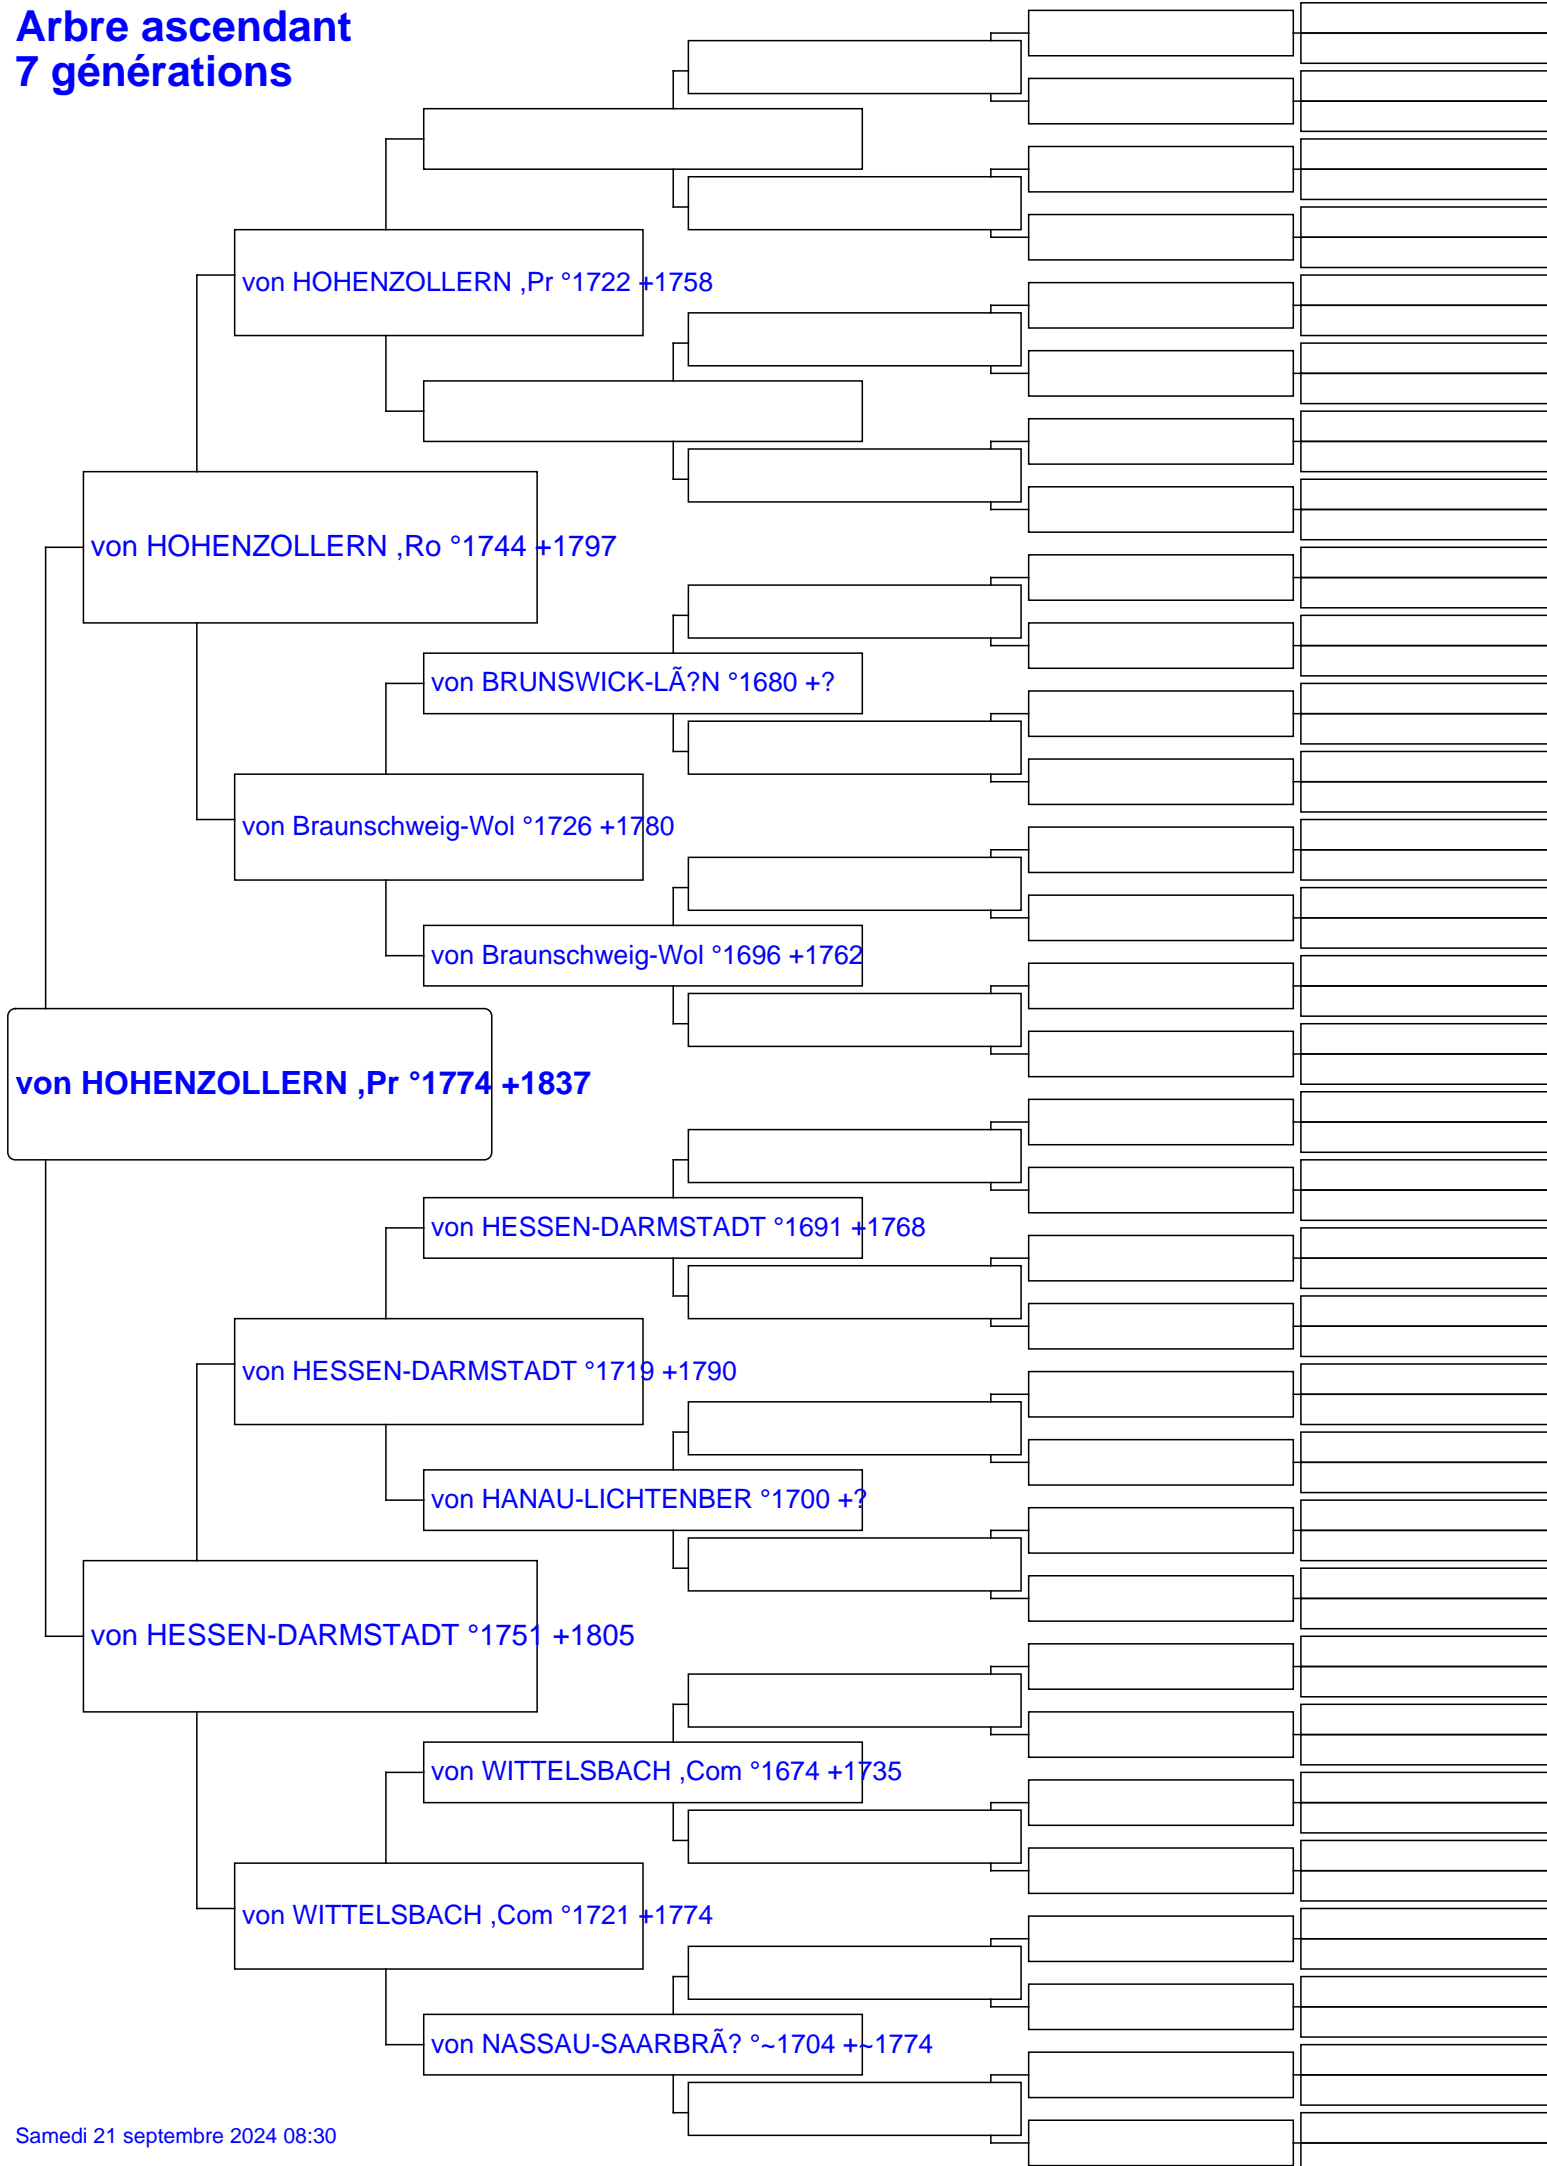 Arbre ascendant
7 générations
von HOHENZOLLERN ,Pr °1722 +1758
von HOHENZOLLERN ,Ro °1744 +1797
von BRUNSWICK-LÃ?N °1680 +?
von Braunschweig-Wol °1726 +1780
von Braunschweig-Wol °1696 +1762
von HOHENZOLLERN ,Pr °1774 +1837
von HESSEN-DARMSTADT °1691 +1768
von HESSEN-DARMSTADT °1719 +1790
von HANAU-LICHTENBER °1700 +?
von HESSEN-DARMSTADT °1751 +1805
von WITTELSBACH ,Com °1674 +1735
von WITTELSBACH ,Com °1721 +1774
von NASSAU-SAARBRÃ? °~1704 +~1774
Samedi 21 septembre 2024 08:30